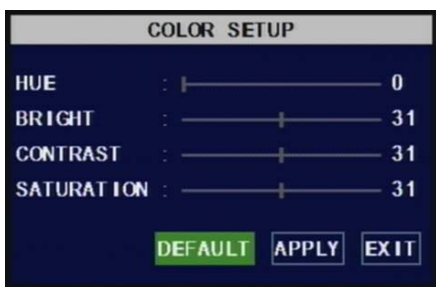 COLOR SETUP
HUE : 0
BRIGHT : 31
CONTRAST : 31
SATURATION : 31
DEFAULT APPLY EXIT